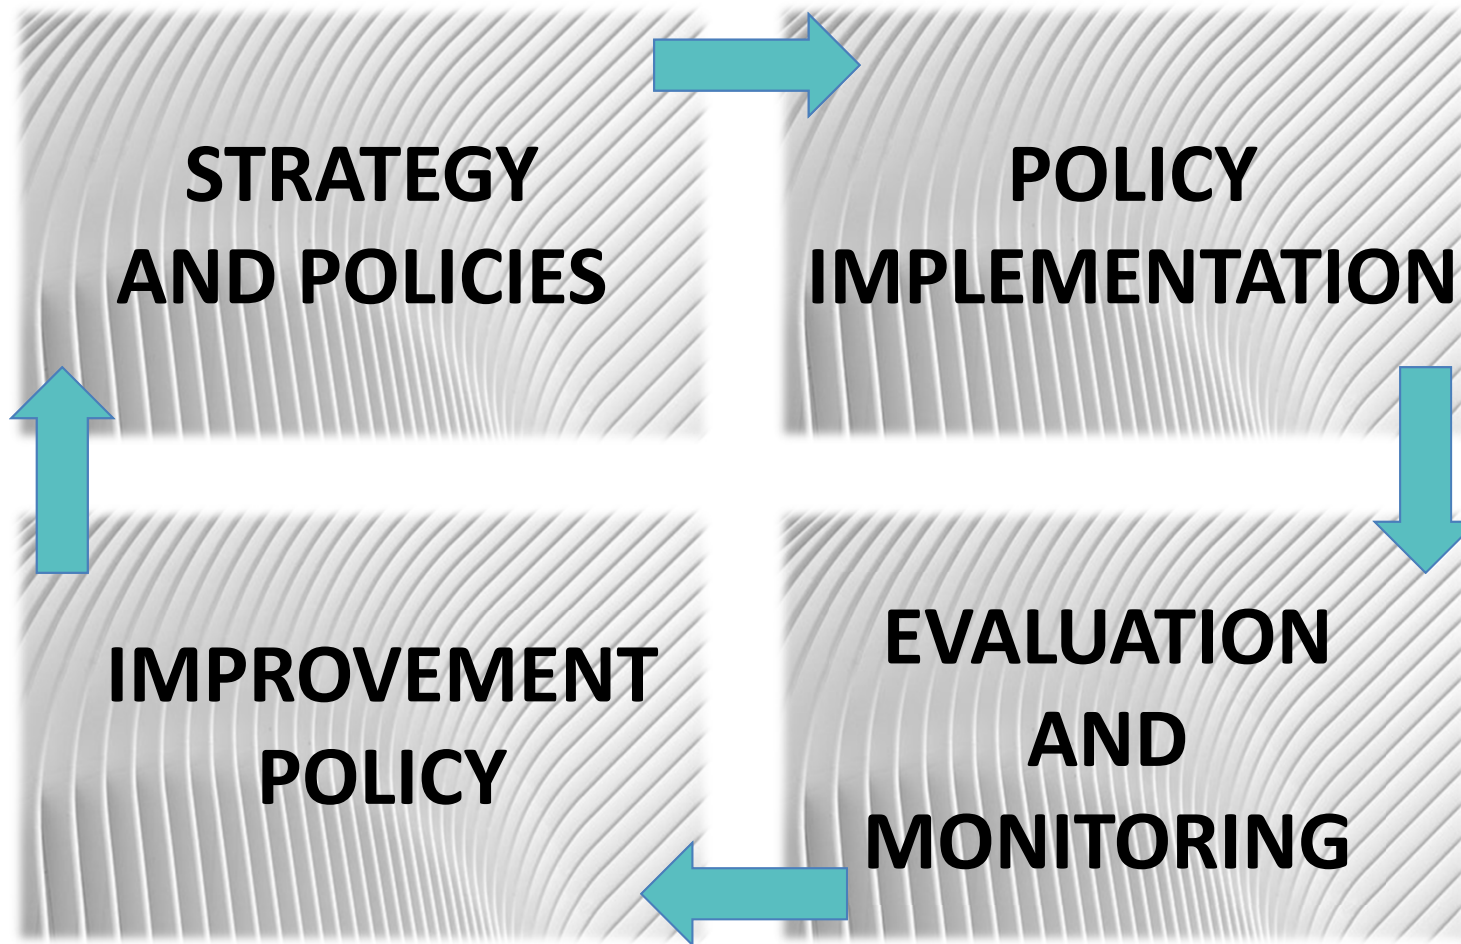 STRATEGY
AND POLICIES
POLICY
IMPLEMENTATION
IMPROVEMENT
POLICY
EVALUATION
AND
MONITORING